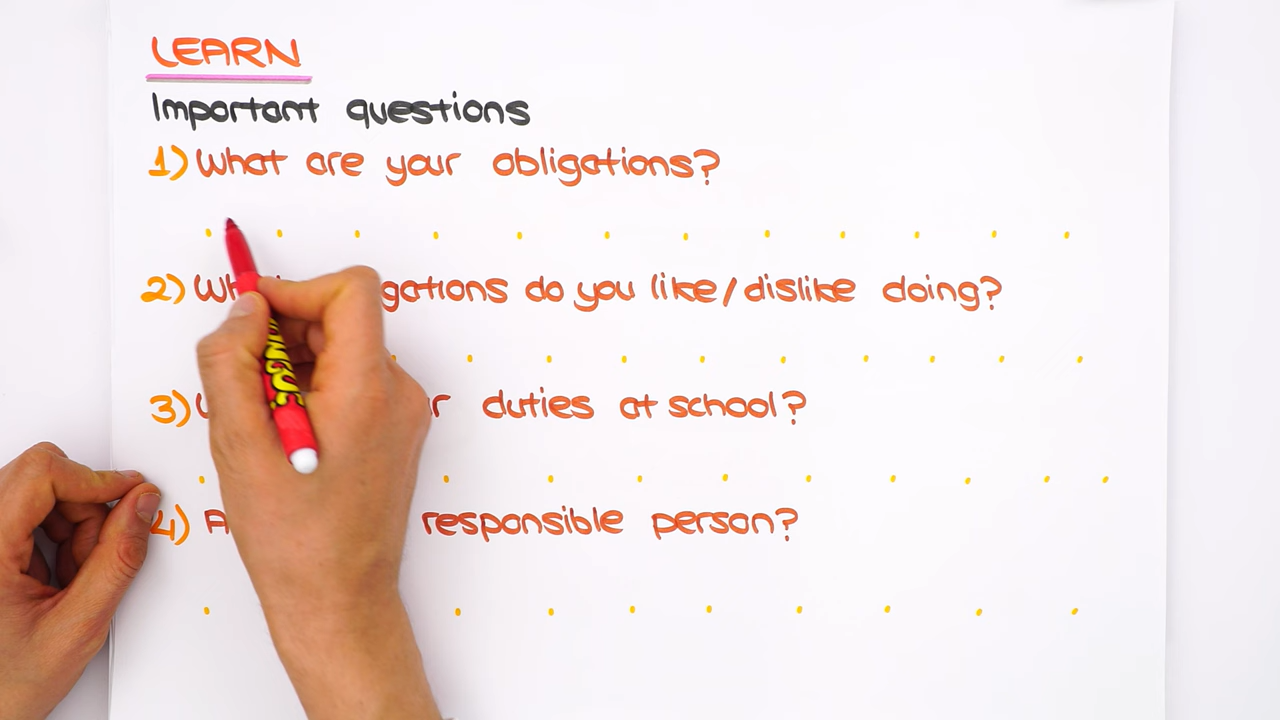 LEARN
Important questions
1) What are your obligations?
2) Wh gations do you like/dislike doing?
3) r duties at school?
4) A responsible person?